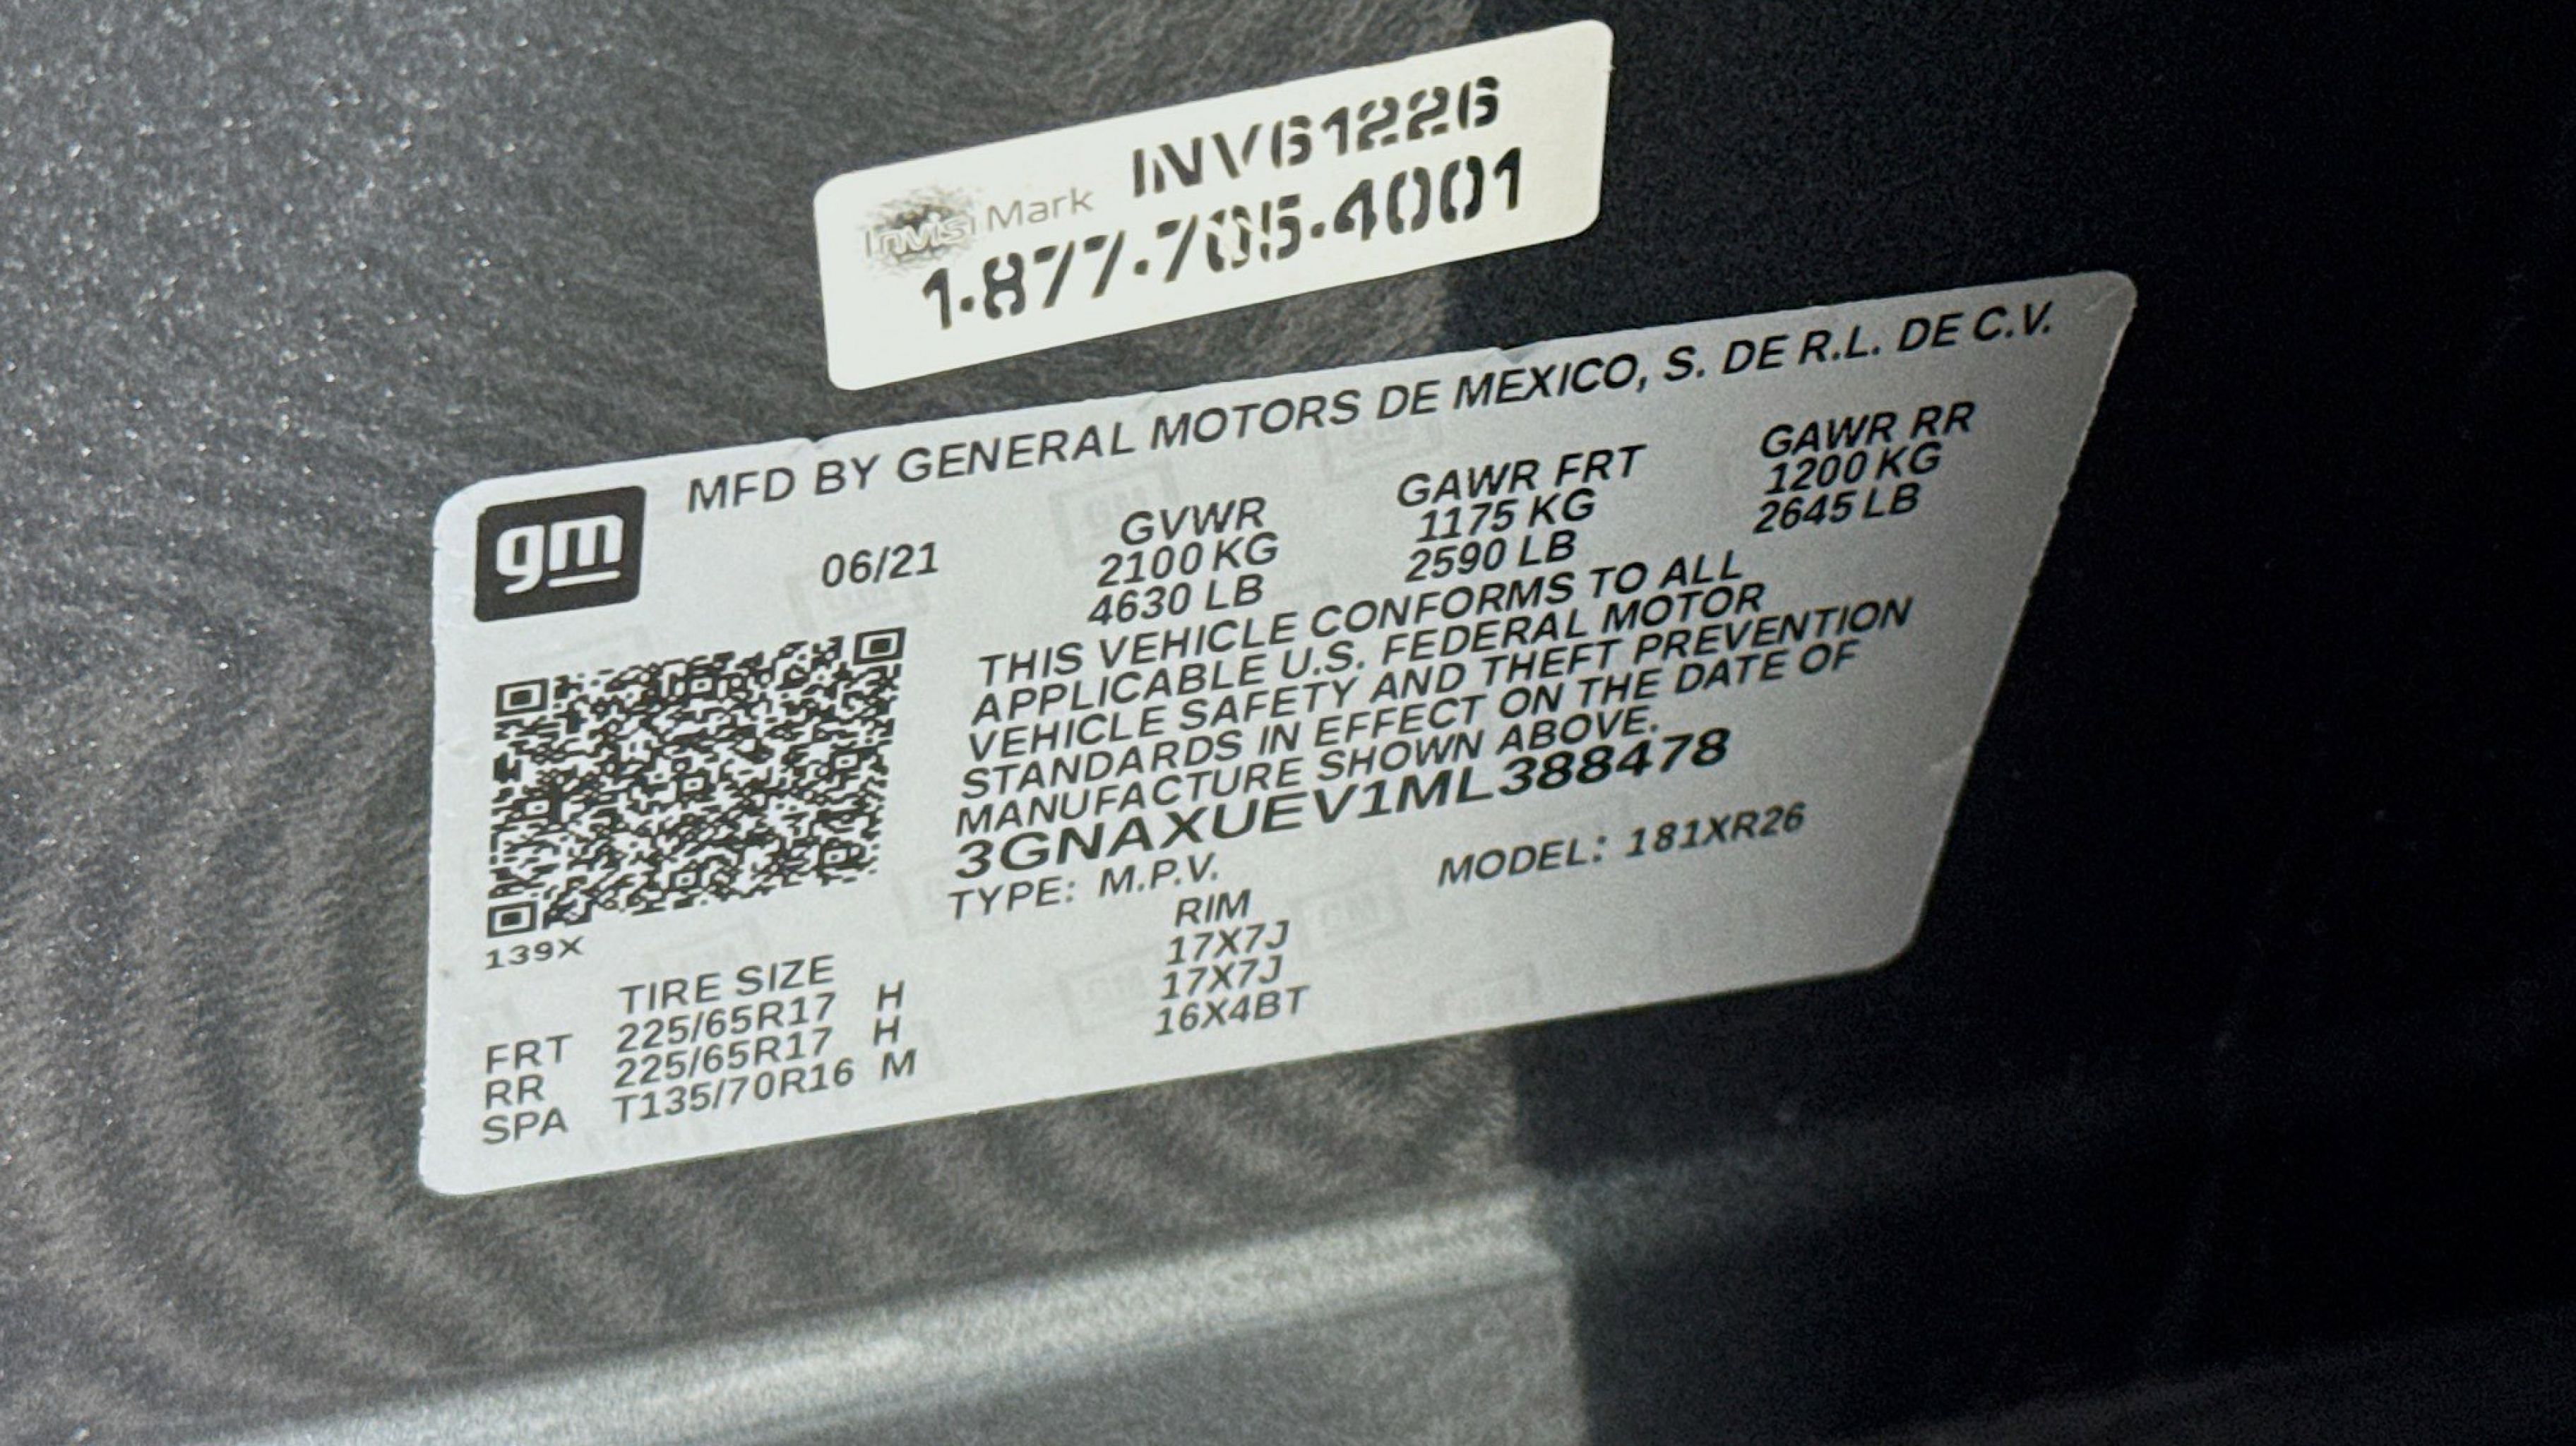 InvisiMark INV61226
1-877-705-4001
gm MFD BY GENERAL MOTORS DE MEXICO, S. DE R.L. DE C.V.
06/21 GVWR GAWR FRT GAWR RR
2100 KG 1175 KG 1200 KG
4630 LB 2590 LB 2645 LB
THIS VEHICLE CONFORMS TO ALL
APPLICABLE U.S. FEDERAL MOTOR
VEHICLE SAFETY AND THEFT PREVENTION
STANDARDS IN EFFECT ON THE DATE OF
MANUFACTURE SHOWN ABOVE.
3GNAXUEV1ML388478
TYPE: M.P.V. MODEL: 181XR26
139X
TIRE SIZE RIM
FRT 225/65R17 H 17X7J
RR 225/65R17 H 17X7J
SPA T135/70R16 M 16X4BT